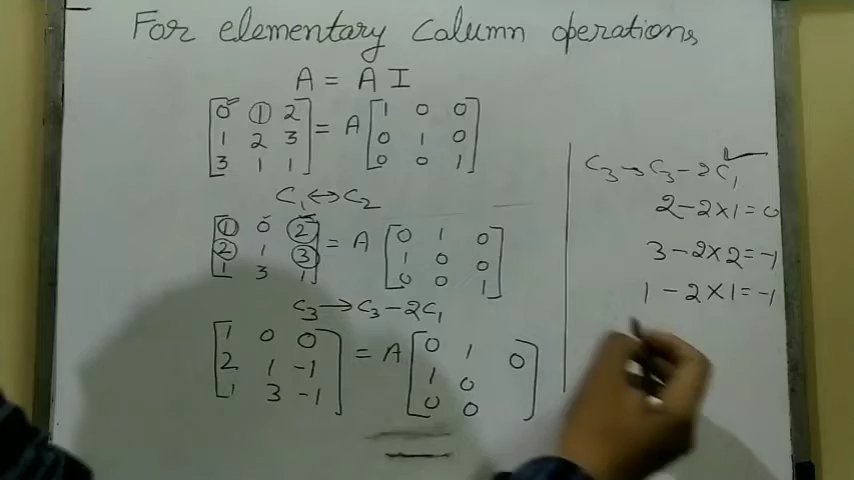 For elementary Column operations,
A = A I
[0 1 2] = A [1 0 0]
[1 2 3] [0 1 0]
[3 1 1] [0 0 1]
C₁ ↔ C₂
[1 0 2] = A [0 1 0]
[2 1 3] [1 0 0]
[1 3 1] [0 0 1]
C₃ → C₃ - 2C₁
[1 0 0] = A [0 1 0]
[2 1 -1] [1 0
[1 3 -1] [0 0 ]
C₃ → C₃ - 2C₁
2 - 2×1 = 0
3 - 2×2 = -1
1 - 2×1 = -1